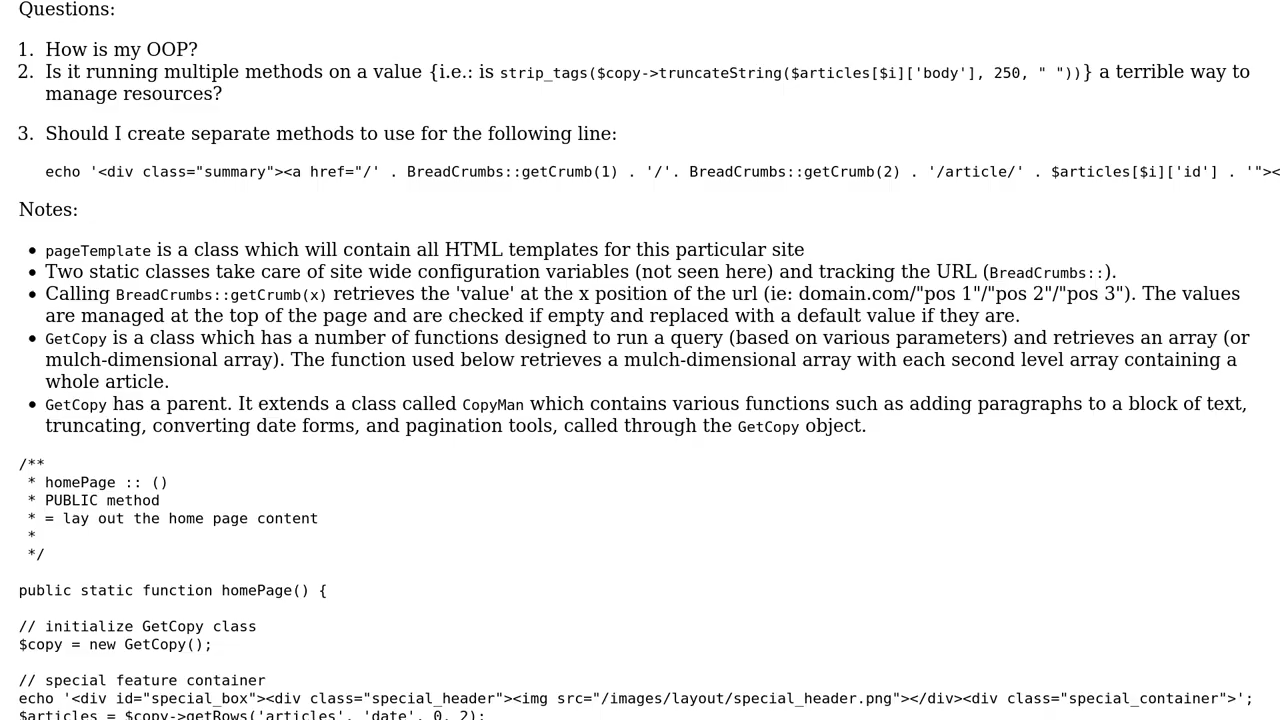 Questions:
1. How is my OOP?
2. Is it running multiple methods on a value {i.e.: is strip_tags($copy->truncateString($articles[$i]['body'], 250, " "))} a terrible way to
manage resources?
3. Should I create separate methods to use for the following line:
echo '<div class="summary"><a href="/' . BreadCrumbs::getCrumb(1) . '/'. BreadCrumbs::getCrumb(2) . '/article/' . $articles[$i]['id'] . '"><
Notes:
• pageTemplate is a class which will contain all HTML templates for this particular site
• Two static classes take care of site wide configuration variables (not seen here) and tracking the URL (BreadCrumbs::).
• Calling BreadCrumbs::getCrumb(x) retrieves the 'value' at the x position of the url (ie: domain.com/"pos 1"/"pos 2"/"pos 3"). The values
are managed at the top of the page and are checked if empty and replaced with a default value if they are.
• GetCopy is a class which has a number of functions designed to run a query (based on various parameters) and retrieves an array (or
mulch-dimensional array). The function used below retrieves a mulch-dimensional array with each second level array containing a
whole article.
• GetCopy has a parent. It extends a class called CopyMan which contains various functions such as adding paragraphs to a block of text,
truncating, converting date forms, and pagination tools, called through the GetCopy object.
/**
 * homePage :: ()
 * PUBLIC method
 * = lay out the home page content
 *
 */
public static function homePage() {
// initialize GetCopy class
$copy = new GetCopy();
// special feature container
echo '<div id="special_box"><div class="special_header"><img src="/images/layout/special_header.png"></div><div class="special_container">';
$articles = $copy->getRows('articles', 'date', 0, 2);